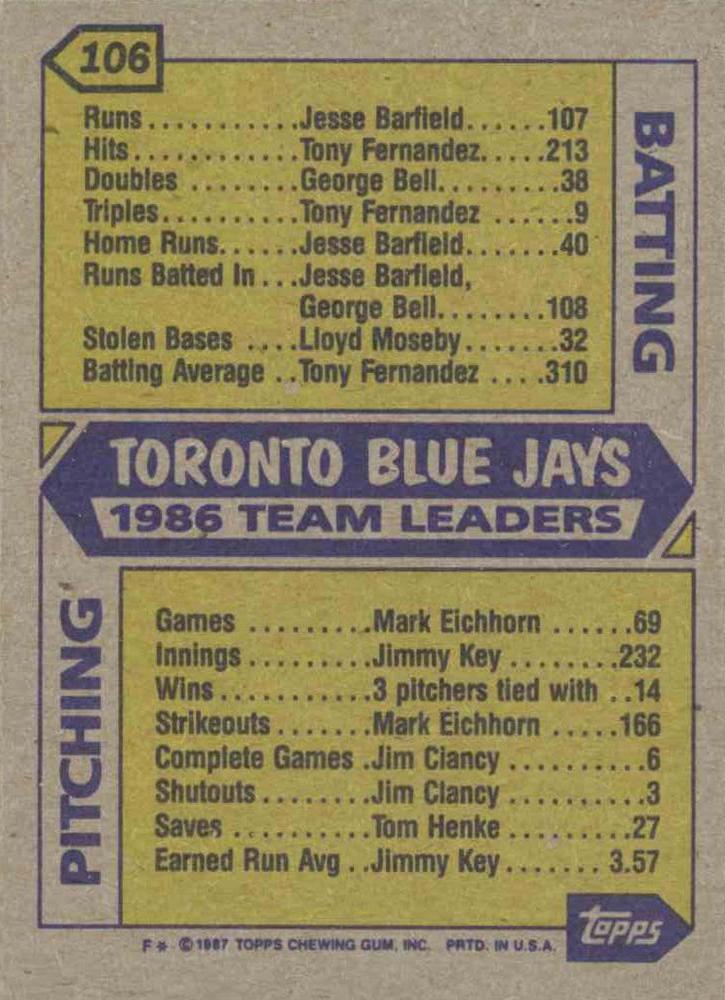 106
Runs...........Jesse Barfield......107
Hits............Tony Fernandez.....213
Doubles ........George Bell.........38
Triples..........Tony Fernandez ......9
Home Runs......Jesse Barfield.......40
Runs Batted In...Jesse Barfield,
George Bell........108
Stolen Bases ....Lloyd Moseby.......32
Batting Average ..Tony Fernandez ....310
BATTING
TORONTO BLUE JAYS
1986 TEAM LEADERS
PITCHING
Games .........Mark Eichhorn ......69
Innings.........Jimmy Key........232
Wins...........3 pitchers tied with ..14
Strikeouts.......Mark Eichhorn .....166
Complete Games .Jim Clancy ..........6
Shutouts........Jim Clancy ..........3
Saves ..........Tom Henke .........27
Earned Run Avg ..Jimmy Key....... 3.57
topps
F* ©1987 TOPPS CHEWING GUM, INC. PRTD. IN U.S.A.